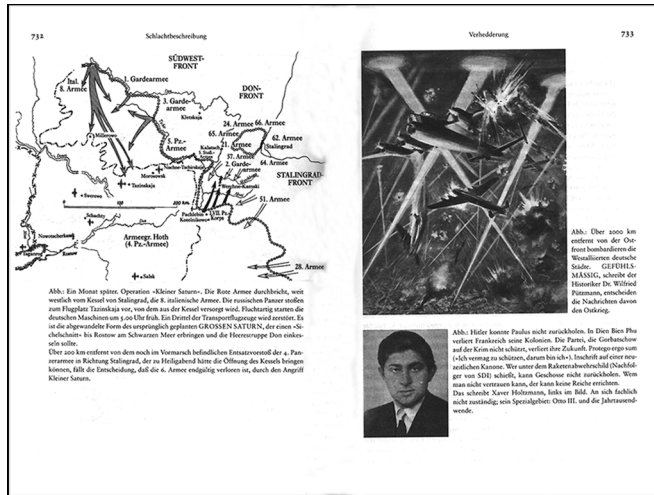 732
Schlachtbeschreibung
SÜDWEST-
FRONT
Ital.
8. Armee
1. Gardearmee
DON-
FRONT
3. Garde-
armee
Kletskaja
24. Armee
66. Armee
65. Armee
21. Armee
62. Armee
Stalingrad
Millerowo
5. Pz.-
Armee
Kalatsch
57. Armee
2. Garde-
armee
64. Armee
STALINGRAD-
FRONT
Morosowsk
Tazinskaja
51. Armee
200 km
Schachty
Pachlebin
LVII. Pz.-
Korps
Kotelnikowo
Nowotscherkassk
Taganrog
Rostow
Armeegr. Hoth
(4. Pz.-Armee)
Salsk
28. Armee
Abb.: Ein Monat später. Operation »Kleiner Saturn«. Die Rote Armee durchbricht, weit
westlich vom Kessel von Stalingrad, die 8. italienische Armee. Die russischen Panzer stoßen
zum Flugplatz Tazinskaja vor, von dem aus der Kessel versorgt wird. Fluchtartig starten die
deutschen Maschinen um 5.00 Uhr früh. Ein Drittel der Transportflugzeuge wird zerstört. Es
ist die abgewandelte Form des ursprünglich geplanten GROSSEN SATURN, der einen »Si-
chelschnitt« bis Rostow am Schwarzen Meer erbringen und die Heeresgruppe Don einkes-
seln sollte.
Über 200 km entfernt von dem noch im Vormarsch befindlichen Entsatzvorstoß der 4. Pan-
zerarmee in Richtung Stalingrad, der zu Heiligabend die Öffnung des Kessels bringen
können, fällt die Entscheidung, daß die 6. Armee endgültig verloren ist, durch den Angriff
Kleiner Saturn.
Verhedderung
733
Abb.: Über 2000 km
entfernt von der Ost-
front bombardieren die
Westalliierten deutsche
Städte. GEFÜHLS-
MÄSSIG, schreibt der
Historiker Dr. Wilfried
Pützmann, entscheiden
die Nachrichten davon
den Ostkrieg.
Abb.: Hitler konnte Paulus nicht zurückholen. In Dien Bien Phu
verliert Frankreich seine Kolonien. Die Partei, die Gorbatschow
auf der Krim nicht schützt, verliert ihre Zukunft. Protego ergo sum
(»Ich vermag zu schützen, darum bin ich«). Inschrift auf einer neu-
zeitlichen Kanone. Wer unter dem Raketenabwehrschild (Nachfol-
ger von SDI) schießt, kann Geschosse nicht zurückholen. Wem
man nicht vertrauen kann, der kann keine Reiche errichten.
Das schreibt Xaver Holtzmann, links im Bild. An sich fachlich
nicht zuständig; sein Spezialgebiet: Otto III. und die Jahrtausend-
wende.